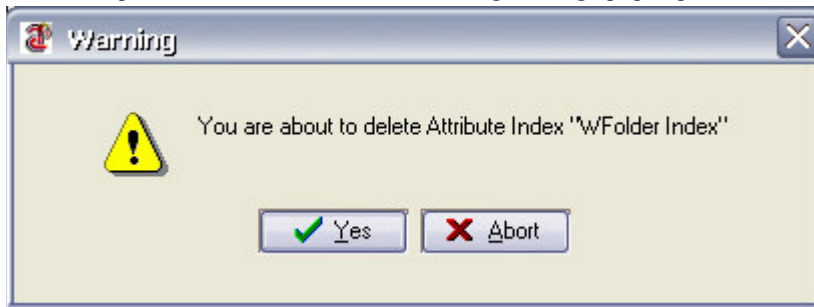 Warning
You are about to delete Attribute Index "WFolder Index"
Yes
Abort